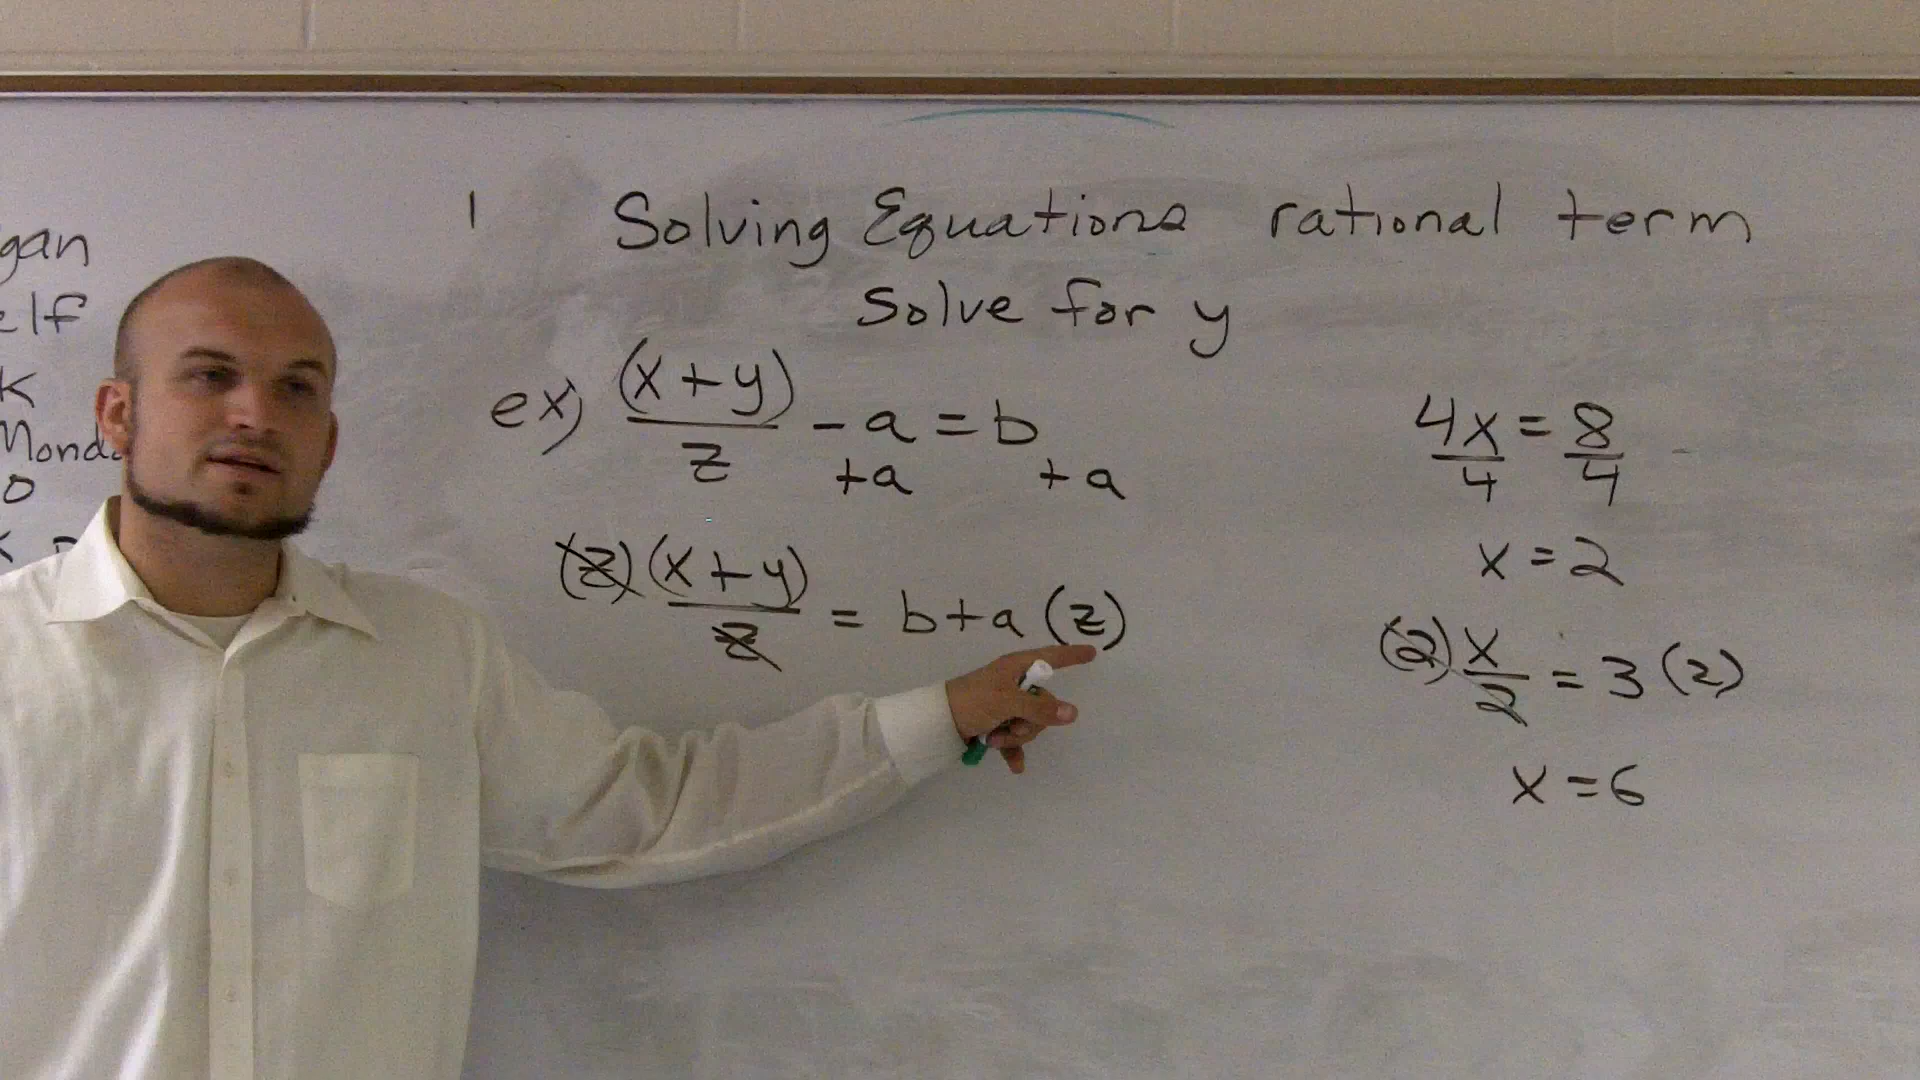 1 Solving Equations rational term
Solve for y
ex) (x+y)/z - a = b
+a +a
(z)(x+y)/z = b+a(z)
4x = 8
4 4
x = 2
(2) x/2 = 3(2)
x = 6
gan
elf
K
Monda
0